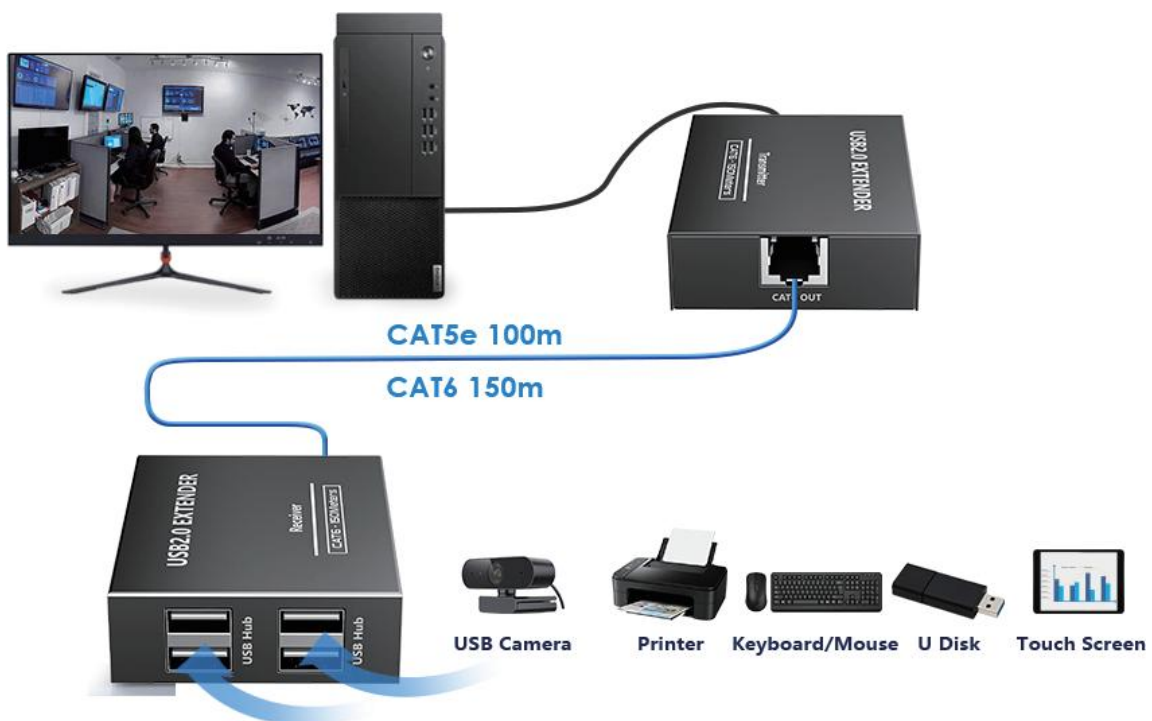 USB2.0 EXTENDER
Transmitter
CAT6 - 150Meters
CAT6 OUT
CAT5e 100m
CAT6 150m
USB2.0 EXTENDER
Receiver
CAT6 - 150Meters
USB Hub
USB Hub
USB Camera
Printer
Keyboard/Mouse
U Disk
Touch Screen